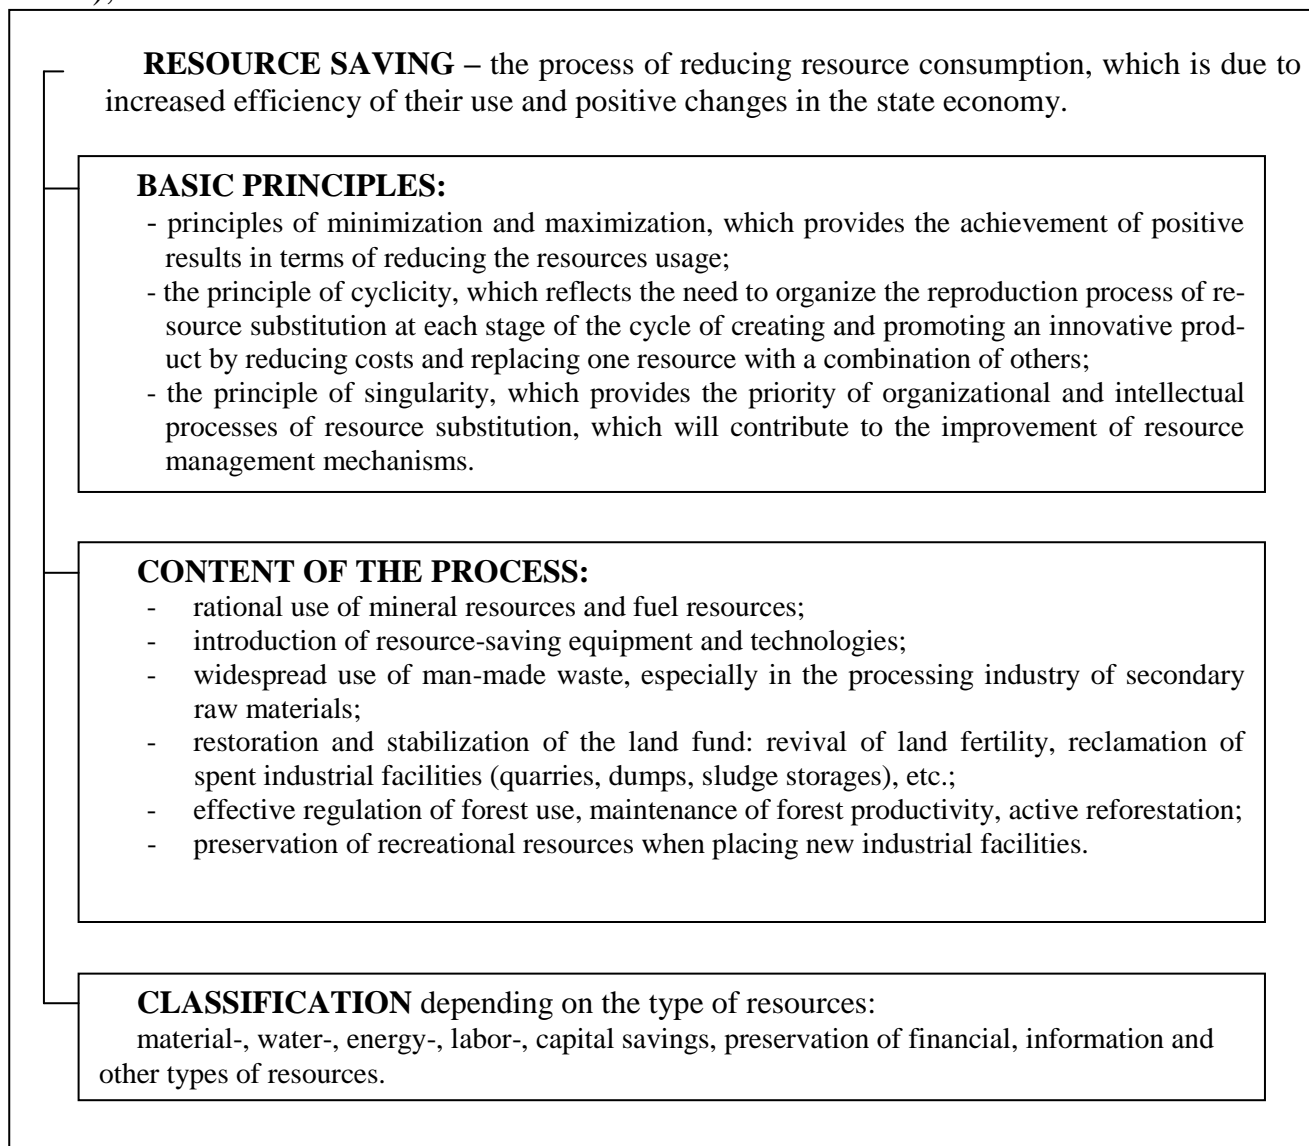 RESOURCE SAVING – the process of reducing resource consumption, which is due to
increased efficiency of their use and positive changes in the state economy.
BASIC PRINCIPLES:
- principles of minimization and maximization, which provides the achievement of positive
results in terms of reducing the resources usage;
- the principle of cyclicity, which reflects the need to organize the reproduction process of re-
source substitution at each stage of the cycle of creating and promoting an innovative prod-
uct by reducing costs and replacing one resource with a combination of others;
- the principle of singularity, which provides the priority of organizational and intellectual
processes of resource substitution, which will contribute to the improvement of resource
management mechanisms.
CONTENT OF THE PROCESS:
- rational use of mineral resources and fuel resources;
- introduction of resource-saving equipment and technologies;
- widespread use of man-made waste, especially in the processing industry of secondary
raw materials;
- restoration and stabilization of the land fund: revival of land fertility, reclamation of
spent industrial facilities (quarries, dumps, sludge storages), etc.;
- effective regulation of forest use, maintenance of forest productivity, active reforestation;
- preservation of recreational resources when placing new industrial facilities.
CLASSIFICATION depending on the type of resources:
material-, water-, energy-, labor-, capital savings, preservation of financial, information and
other types of resources.